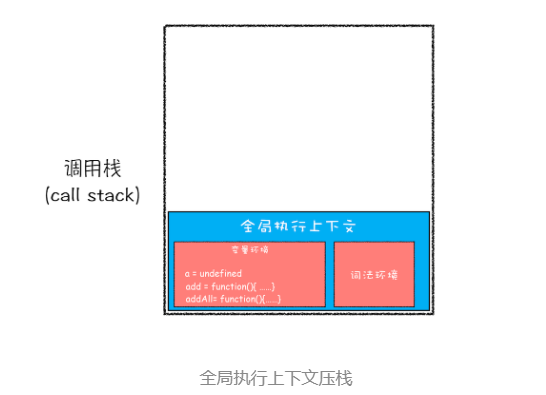 调用栈
(call stack)
全局执行上下文
变量环境
a = undefined
add = function(){ ......}
addAll= function(){......}
词法环境
全局执行上下文压栈